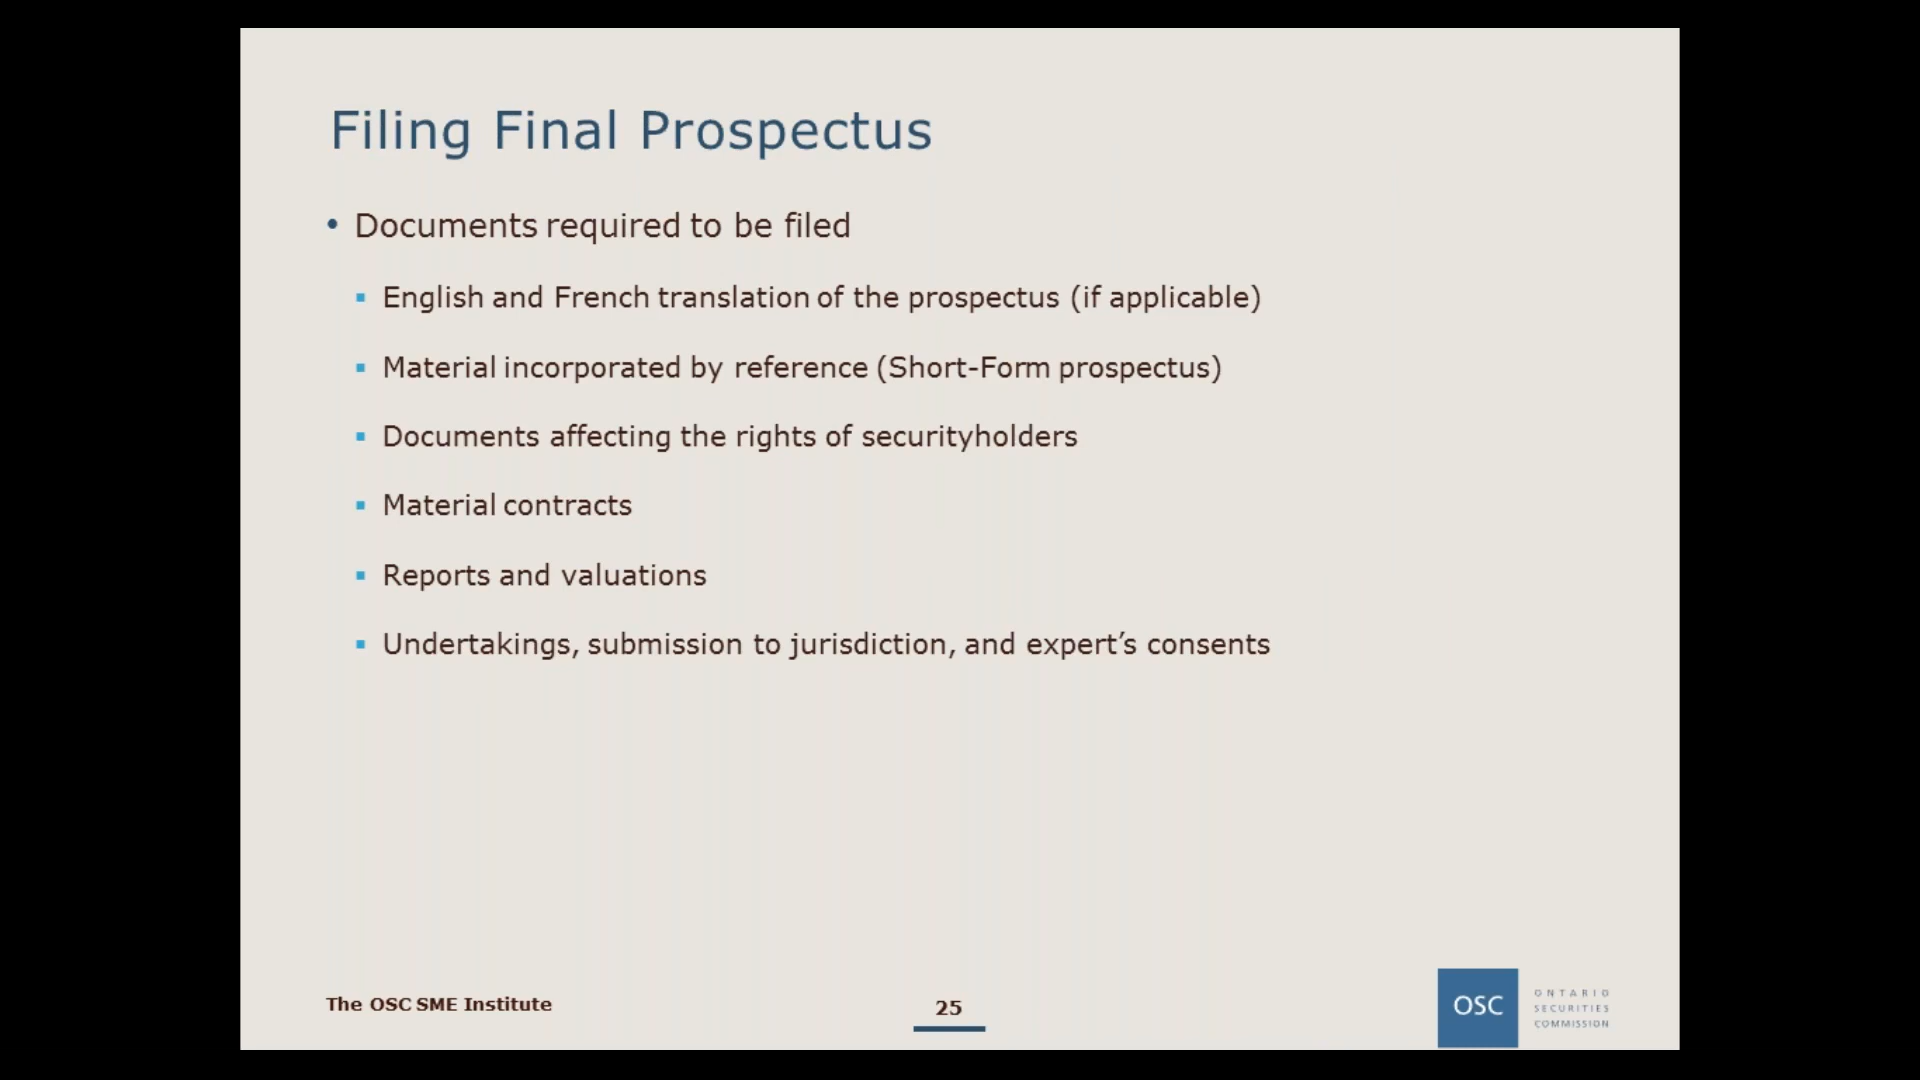 Filing Final Prospectus
• Documents required to be filed
▪ English and French translation of the prospectus (if applicable)
▪ Material incorporated by reference (Short-Form prospectus)
▪ Documents affecting the rights of securityholders
▪ Material contracts
▪ Reports and valuations
▪ Undertakings, submission to jurisdiction, and expert’s consents
The OSC SME Institute
25
OSC
ONTARIO
SECURITIES
COMMISSION